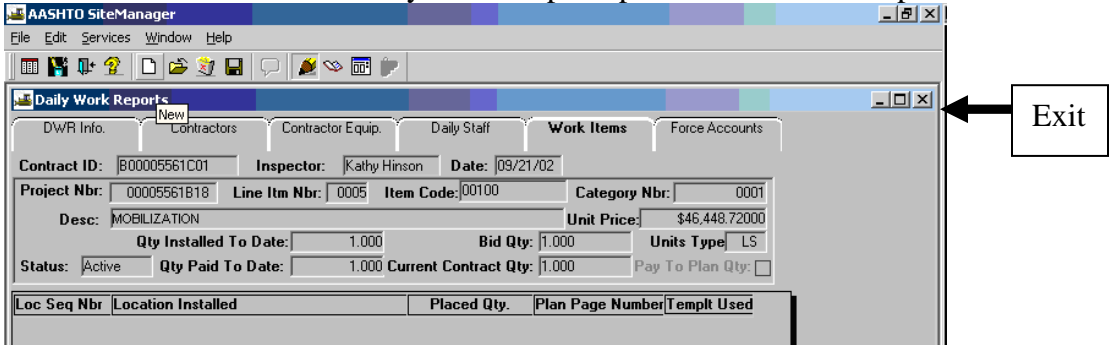 AASHTO SiteManager
File Edit Services Window Help
Daily Work Reports
New
DWR Info. Contractors Contractor Equip. Daily Staff Work Items Force Accounts
Exit
Contract ID: B00005561C01 Inspector: Kathy Hinson Date: 09/21/02
Project Nbr: 00005561B18 Line Itm Nbr: 0005 Item Code: 00100 Category Nbr: 0001
Desc: MOBILIZATION Unit Price: $46,448.72000
Qty Installed To Date: 1.000 Bid Qty: 1.000 Units Type LS
Status: Active Qty Paid To Date: 1.000 Current Contract Qty: 1.000 Pay To Plan Qty:
Loc Seq Nbr Location Installed Placed Qty. Plan Page Number Templt Used